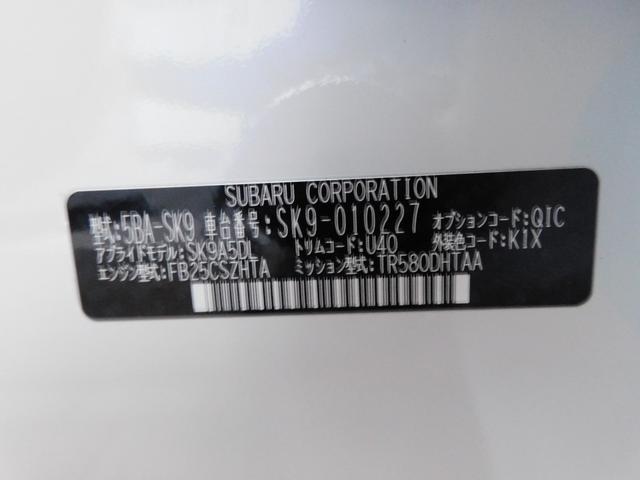 SUBARU CORPORATION
型式:5BA-SK9 車台番号:SK9-010227 オプションコード:QIC
アプライドモデル:SK9A5DL トリムコード:U40 外装色コード:K1X
エンジン型式:FB25CSZHTA ミッション型式:TR580DHTAA